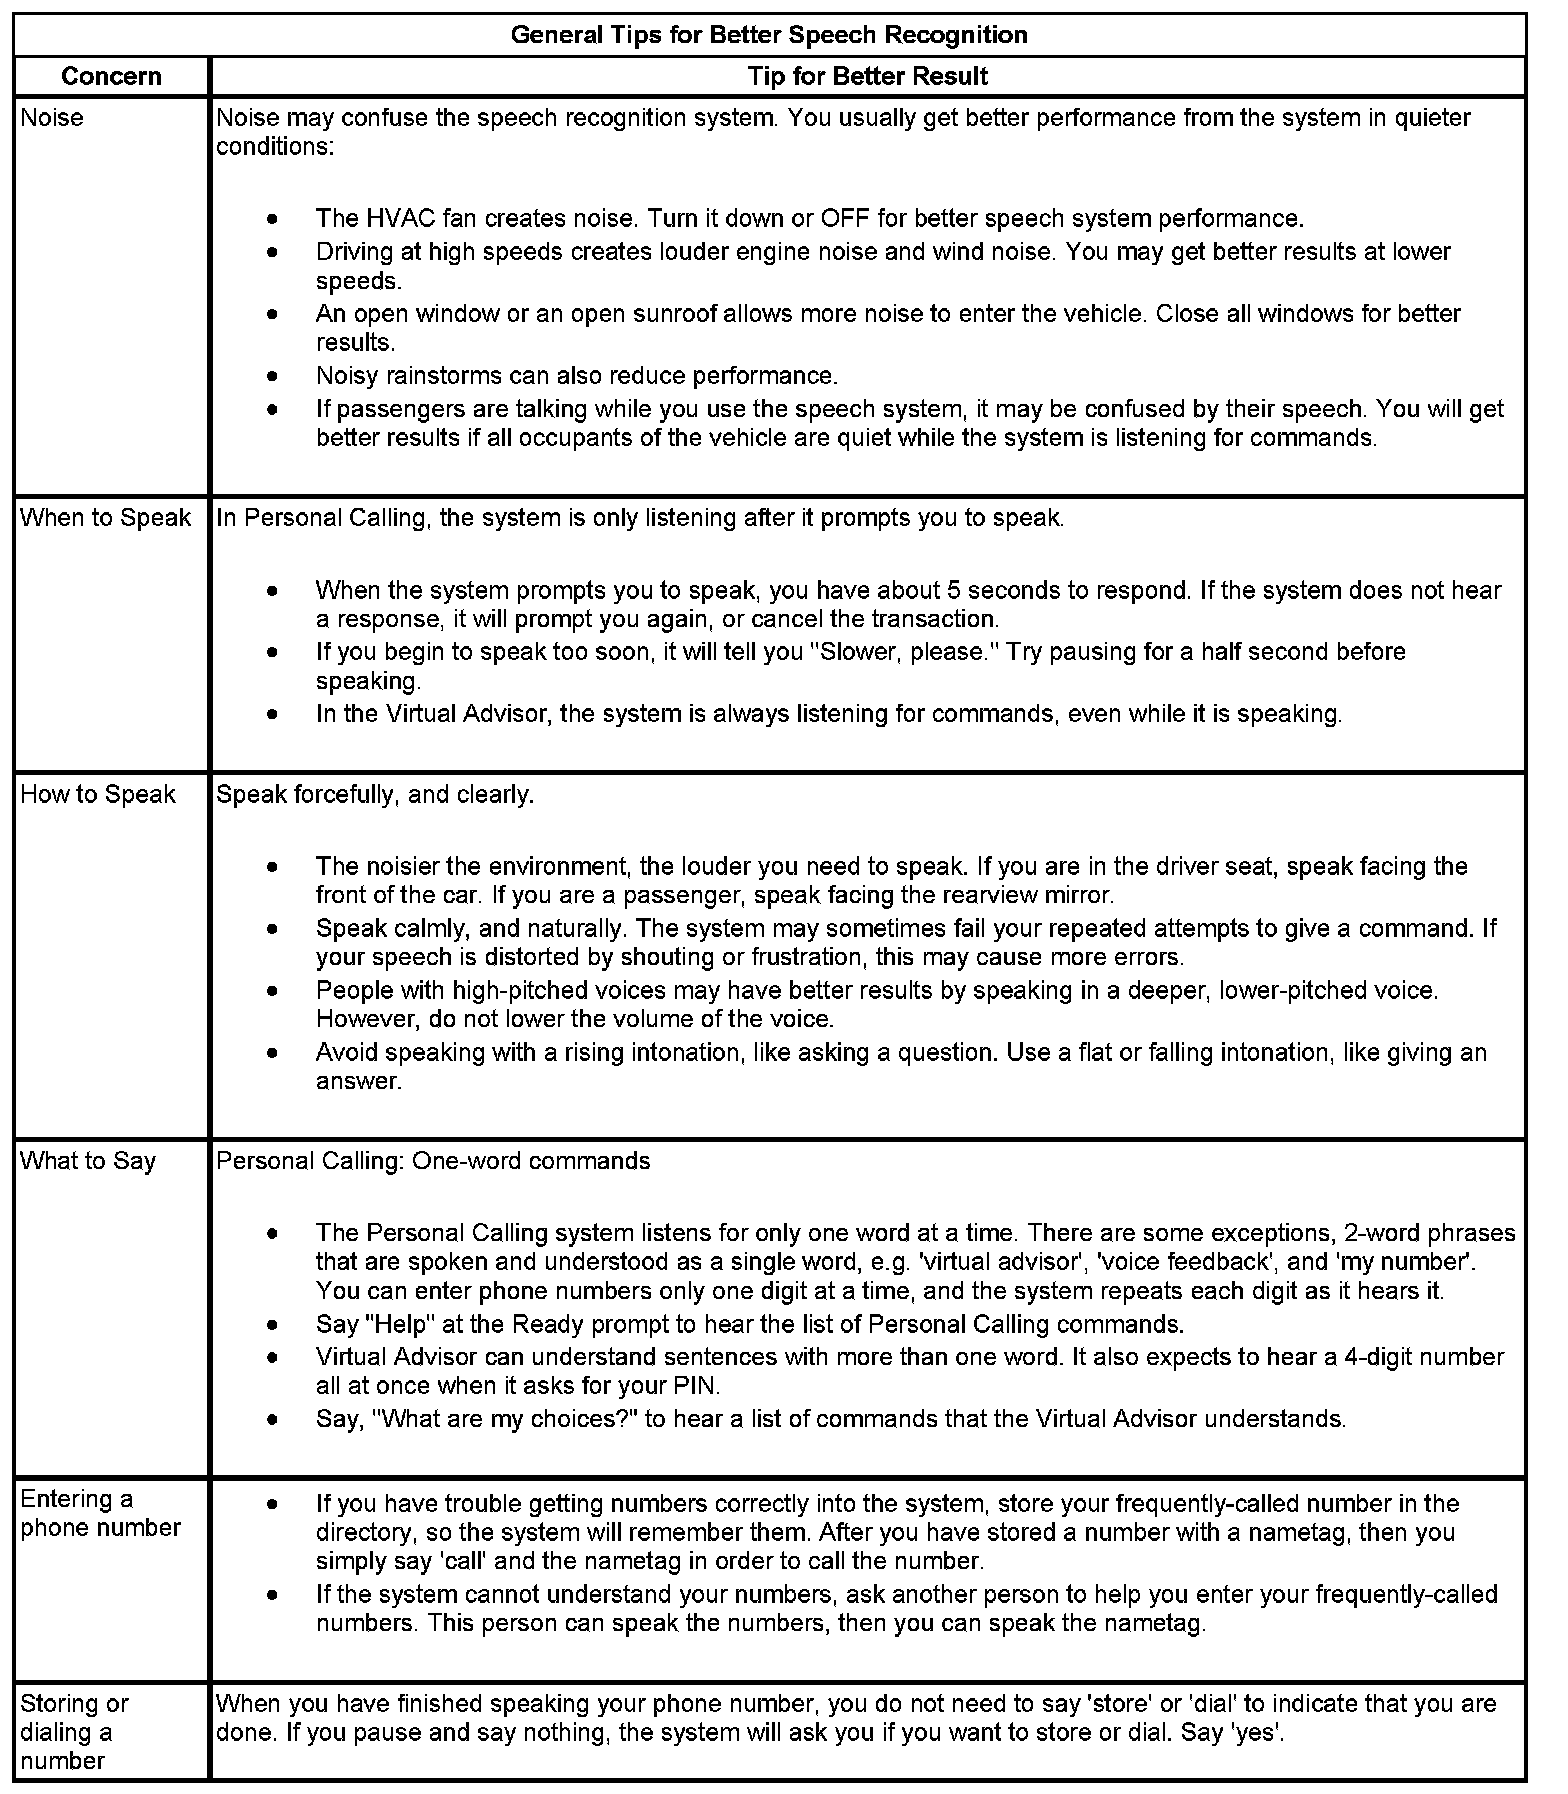 General Tips for Better Speech Recognition
Concern
Tip for Better Result
Noise
Noise may confuse the speech recognition system. You usually get better performance from the system in quieter
conditions:
• The HVAC fan creates noise. Turn it down or OFF for better speech system performance.
• Driving at high speeds creates louder engine noise and wind noise. You may get better results at lower
speeds.
• An open window or an open sunroof allows more noise to enter the vehicle. Close all windows for better
results.
• Noisy rainstorms can also reduce performance.
• If passengers are talking while you use the speech system, it may be confused by their speech. You will get
better results if all occupants of the vehicle are quiet while the system is listening for commands.
When to Speak
In Personal Calling, the system is only listening after it prompts you to speak.
• When the system prompts you to speak, you have about 5 seconds to respond. If the system does not hear
a response, it will prompt you again, or cancel the transaction.
• If you begin to speak too soon, it will tell you "Slower, please." Try pausing for a half second before
speaking.
• In the Virtual Advisor, the system is always listening for commands, even while it is speaking.
How to Speak
Speak forcefully, and clearly.
• The noisier the environment, the louder you need to speak. If you are in the driver seat, speak facing the
front of the car. If you are a passenger, speak facing the rearview mirror.
• Speak calmly, and naturally. The system may sometimes fail your repeated attempts to give a command. If
your speech is distorted by shouting or frustration, this may cause more errors.
• People with high-pitched voices may have better results by speaking in a deeper, lower-pitched voice.
However, do not lower the volume of the voice.
• Avoid speaking with a rising intonation, like asking a question. Use a flat or falling intonation, like giving an
answer.
What to Say
Personal Calling: One-word commands
• The Personal Calling system listens for only one word at a time. There are some exceptions, 2-word phrases
that are spoken and understood as a single word, e.g. 'virtual advisor', 'voice feedback', and 'my number'.
You can enter phone numbers only one digit at a time, and the system repeats each digit as it hears it.
• Say "Help" at the Ready prompt to hear the list of Personal Calling commands.
• Virtual Advisor can understand sentences with more than one word. It also expects to hear a 4-digit number
all at once when it asks for your PIN.
• Say, "What are my choices?" to hear a list of commands that the Virtual Advisor understands.
Entering a
phone number
• If you have trouble getting numbers correctly into the system, store your frequently-called number in the
directory, so the system will remember them. After you have stored a number with a nametag, then you
simply say 'call' and the nametag in order to call the number.
• If the system cannot understand your numbers, ask another person to help you enter your frequently-called
numbers. This person can speak the numbers, then you can speak the nametag.
Storing or
dialing a
number
When you have finished speaking your phone number, you do not need to say 'store' or 'dial' to indicate that you are
done. If you pause and say nothing, the system will ask you if you want to store or dial. Say 'yes'.